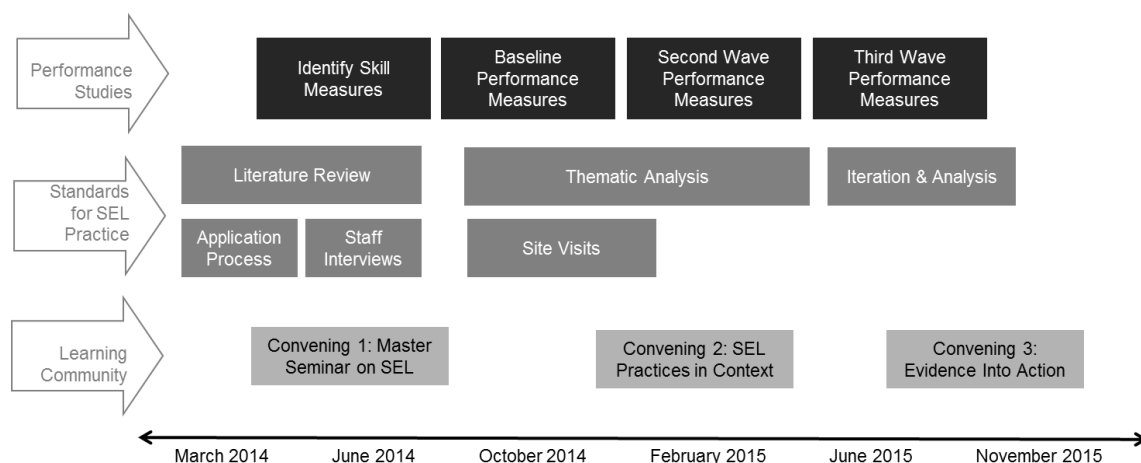 Performance
Studies
Identify Skill
Measures
Baseline
Performance
Measures
Second Wave
Performance
Measures
Third Wave
Performance
Measures
Standards
for SEL
Practice
Literature Review
Thematic Analysis
Iteration & Analysis
Application
Process
Staff
Interviews
Site Visits
Learning
Community
Convening 1: Master
Seminar on SEL
Convening 2: SEL
Practices in Context
Convening 3:
Evidence Into Action
March 2014
June 2014
October 2014
February 2015
June 2015
November 2015